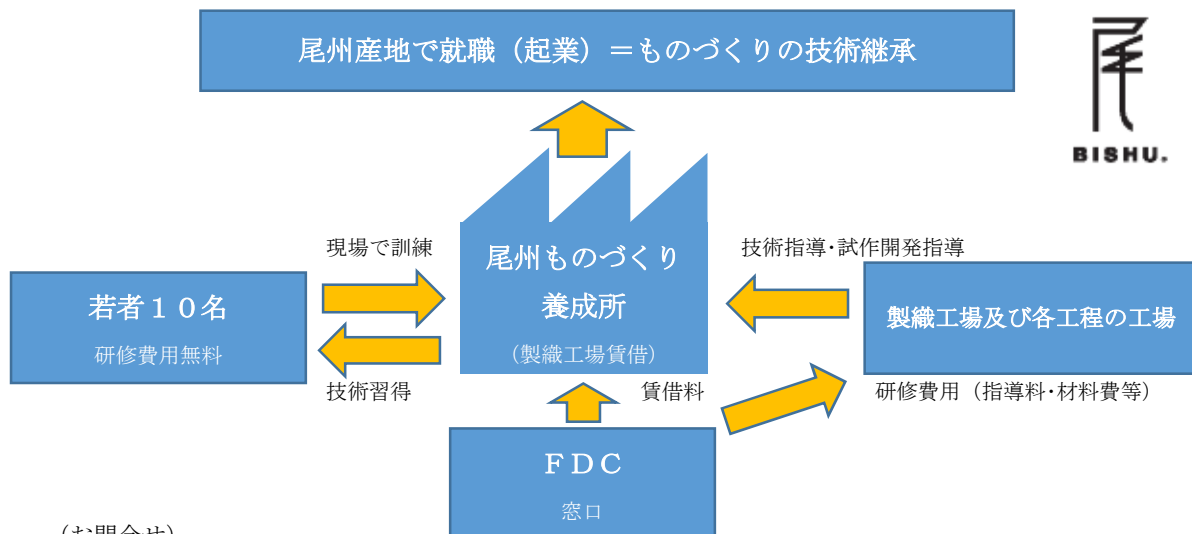 尾州産地で就職（起業）＝ものづくりの技術継承
尾
BISHU.
現場で訓練
尾州ものづくり
養成所
（製織工場賃借）
技術指導・試作開発指導
若者１０名
研修費用無料
製織工場及び各工程の工場
技術習得
賃借料
研修費用（指導料・材料費等）
ＦＤＣ
窓口
（お問合せ）